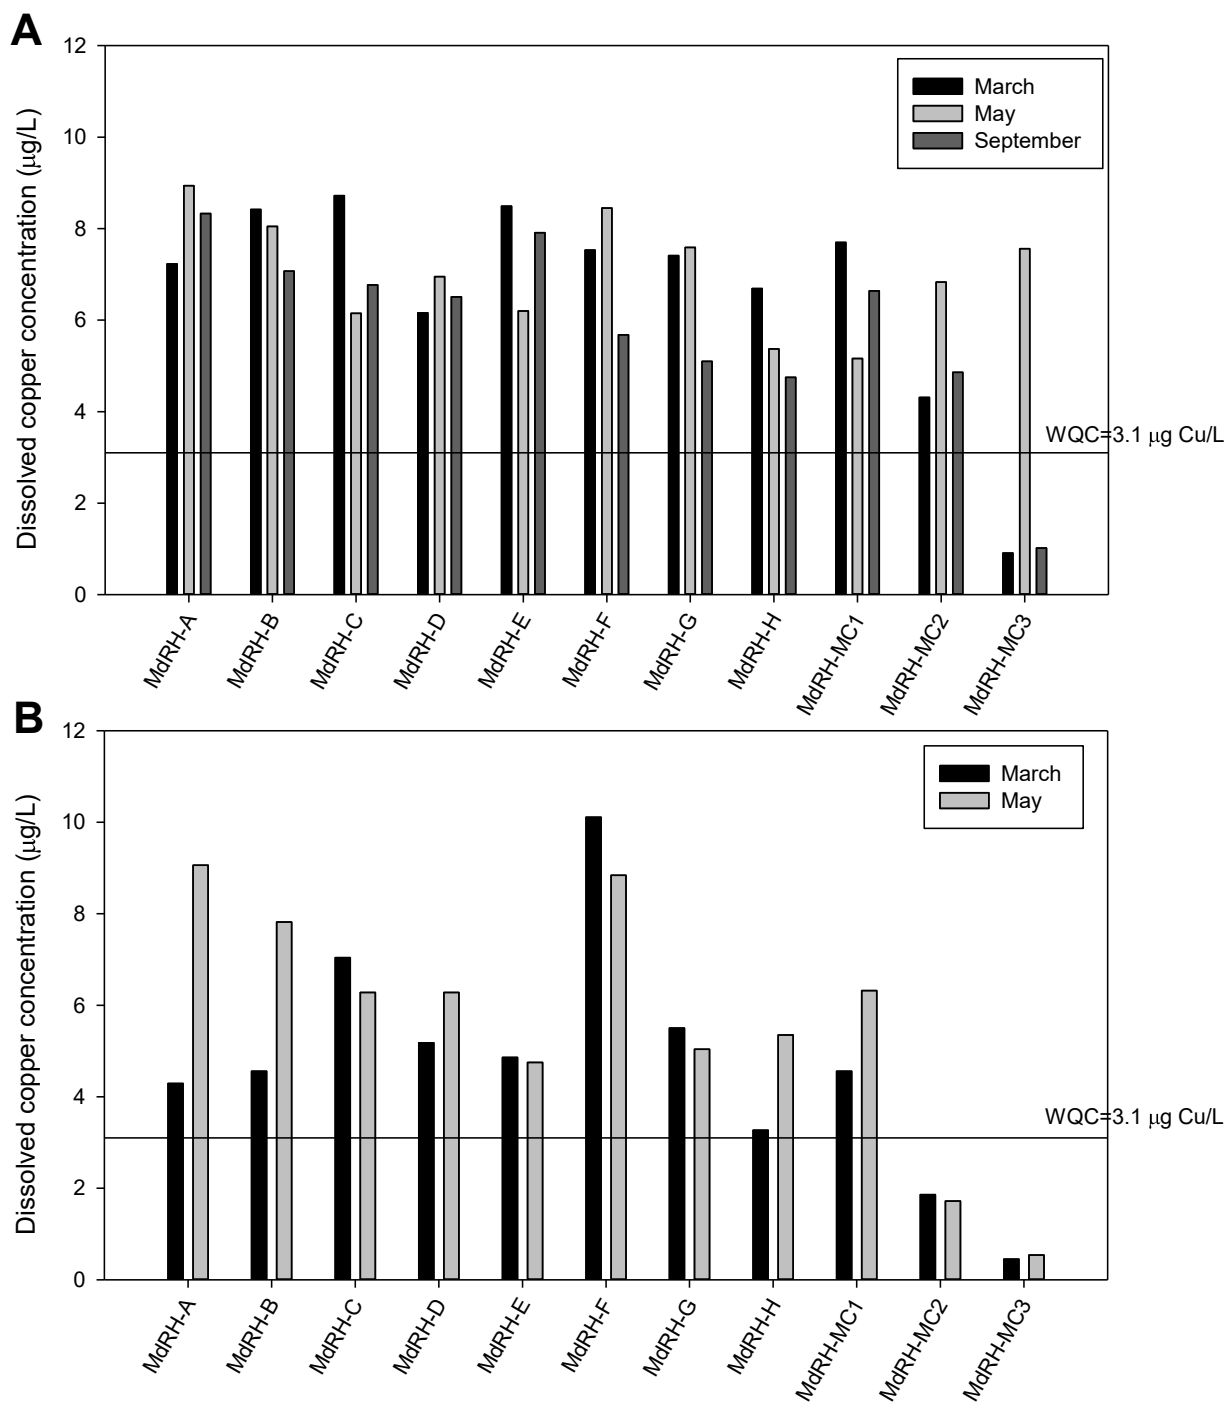 A
Dissolved copper concentration (μg/L)
12
10
8
6
4
2
0
March
May
September
WQC=3.1 μg Cu/L
MdRH-A
MdRH-B
MdRH-C
MdRH-D
MdRH-E
MdRH-F
MdRH-G
MdRH-H
MdRH-MC1
MdRH-MC2
MdRH-MC3
B
Dissolved copper concentration (μg/L)
12
10
8
6
4
2
0
March
May
WQC=3.1 μg Cu/L
MdRH-A
MdRH-B
MdRH-C
MdRH-D
MdRH-E
MdRH-F
MdRH-G
MdRH-H
MdRH-MC1
MdRH-MC2
MdRH-MC3